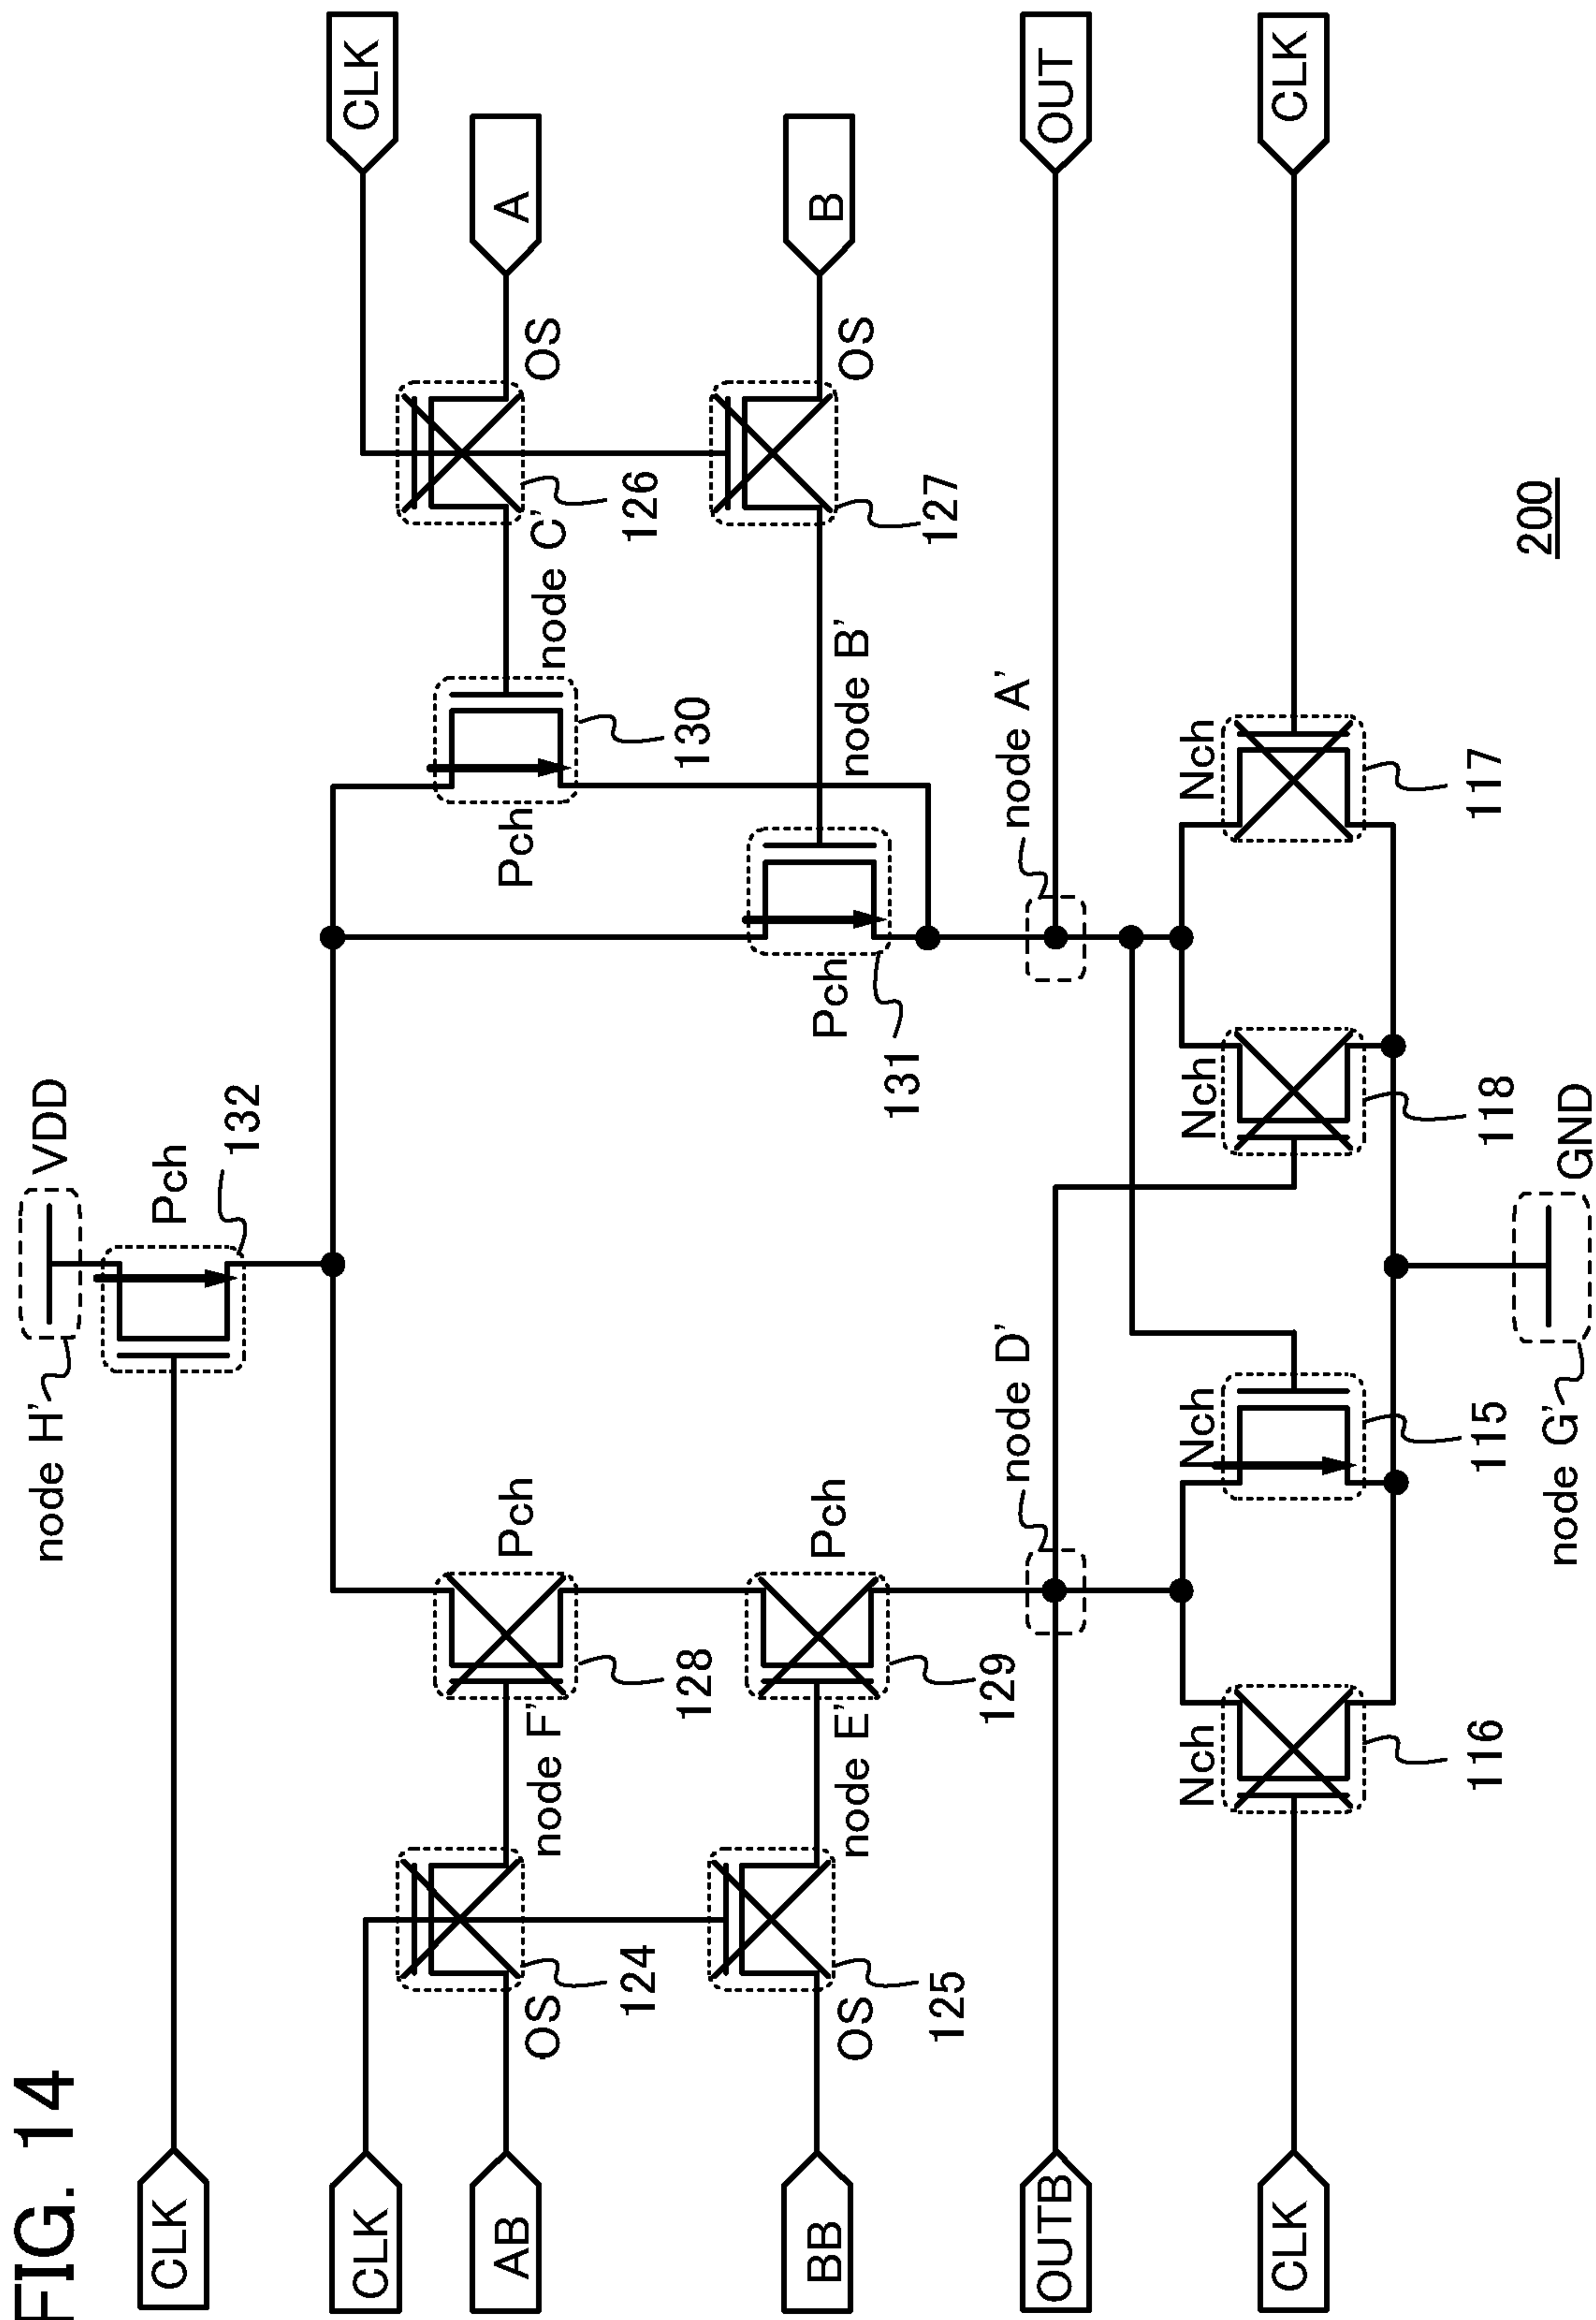 FIG. 14
VDD
node H'
Pch
132
CLK
CLK
CLK
AB
OS
124
node F'
Pch
128
Pch
130
node C'
126
OS
A
BB
OS
125
node E'
Pch
129
Pch
131
node B'
127
OS
B
OUTB
node D'
node A'
OUT
CLK
Nch
116
Nch
115
Nch
118
Nch
117
CLK
node G'
GND
200